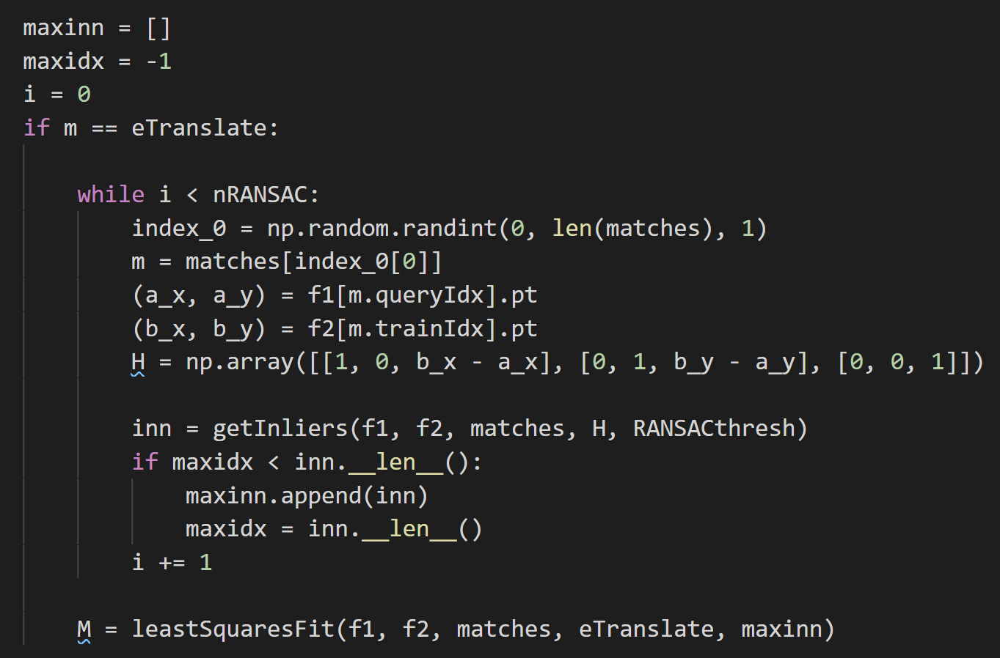 maxinn = []
maxidx = -1
i = 0
if m == eTranslate:
while i < nRANSAC:
index_0 = np.random.randint(0, len(matches), 1)
m = matches[index_0[0]]
(a_x, a_y) = f1[m.queryIdx].pt
(b_x, b_y) = f2[m.trainIdx].pt
H = np.array([[1, 0, b_x - a_x], [0, 1, b_y - a_y], [0, 0, 1]])
inn = getInliers(f1, f2, matches, H, RANSACthresh)
if maxidx < inn.__len__():
maxinn.append(inn)
maxidx = inn.__len__()
i += 1
M = leastSquaresFit(f1, f2, matches, eTranslate, maxinn)